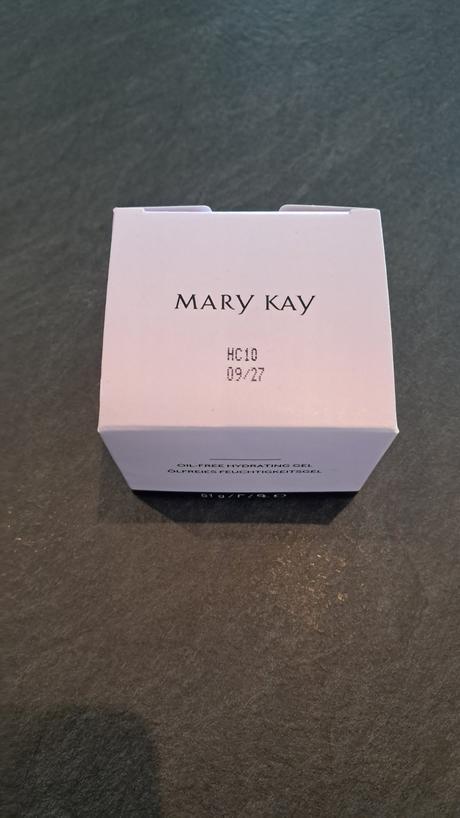 MARY KAY
HC10
09/27
OIL-FREE HYDRATING GEL
ÖLFREIES FEUCHTIGKEITSGEL